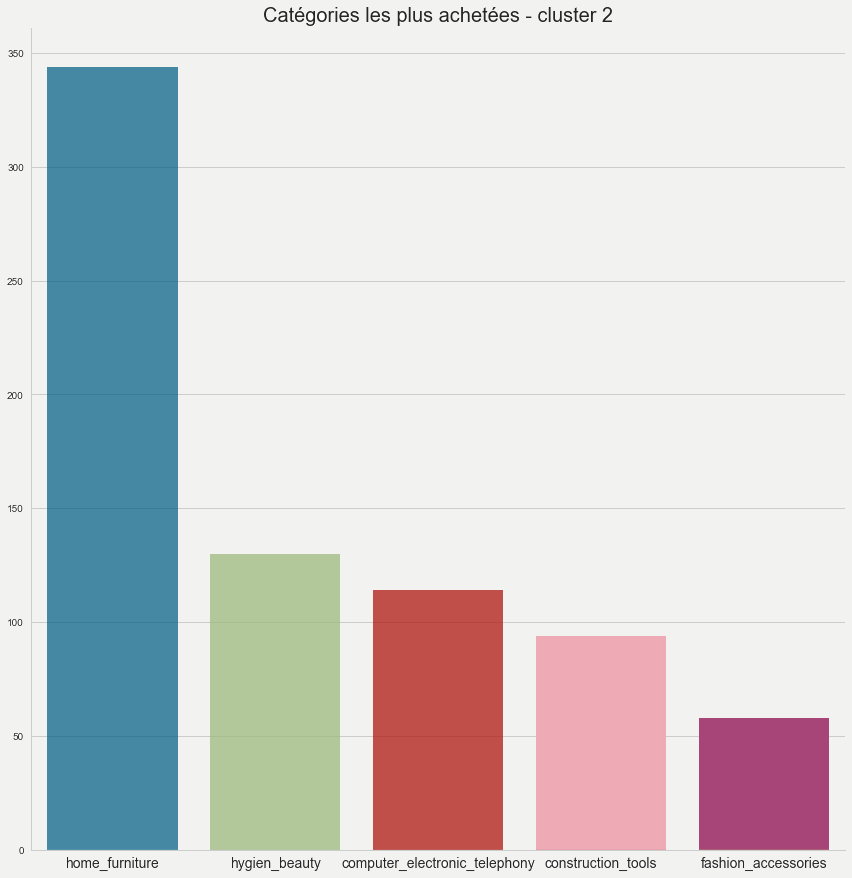 Catégories les plus achetées - cluster 2
350
300
250
200
150
100
50
0
home_furniture
hygien_beauty
computer_electronic_telephony
construction_tools
fashion_accessories